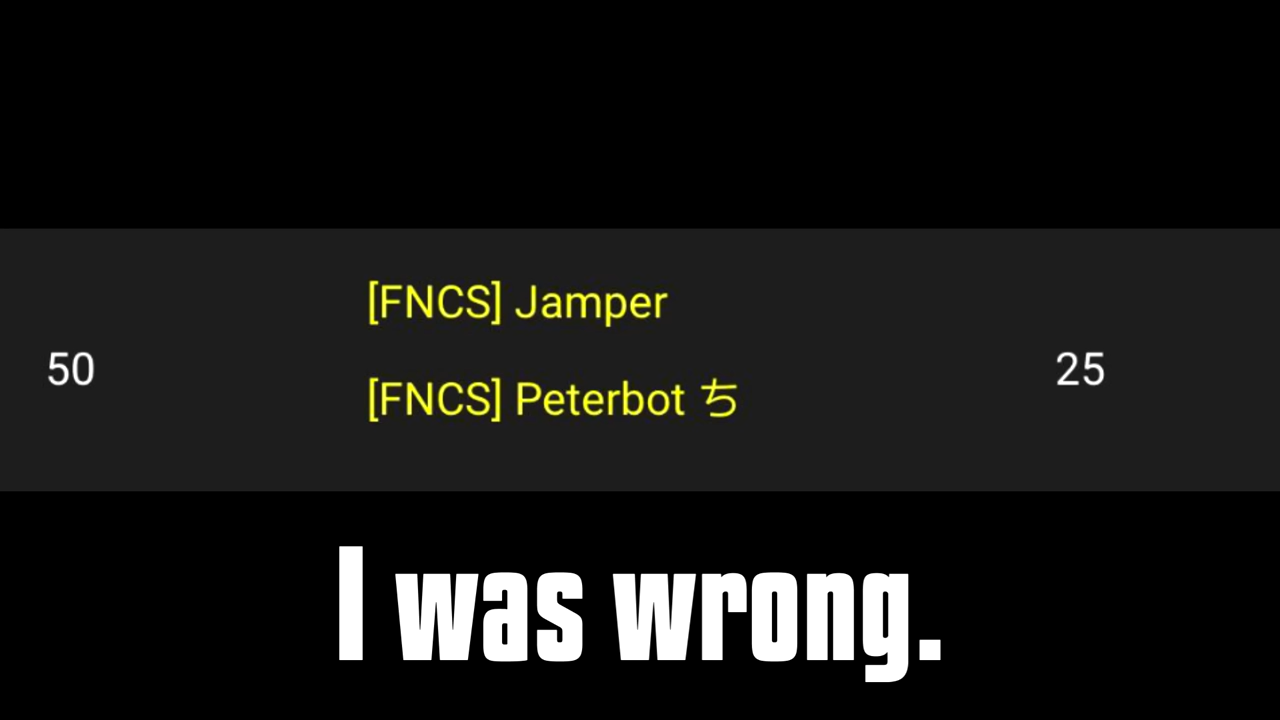 [FNCS] Jamper
50
25
[FNCS] Peterbot ち
I was wrong.